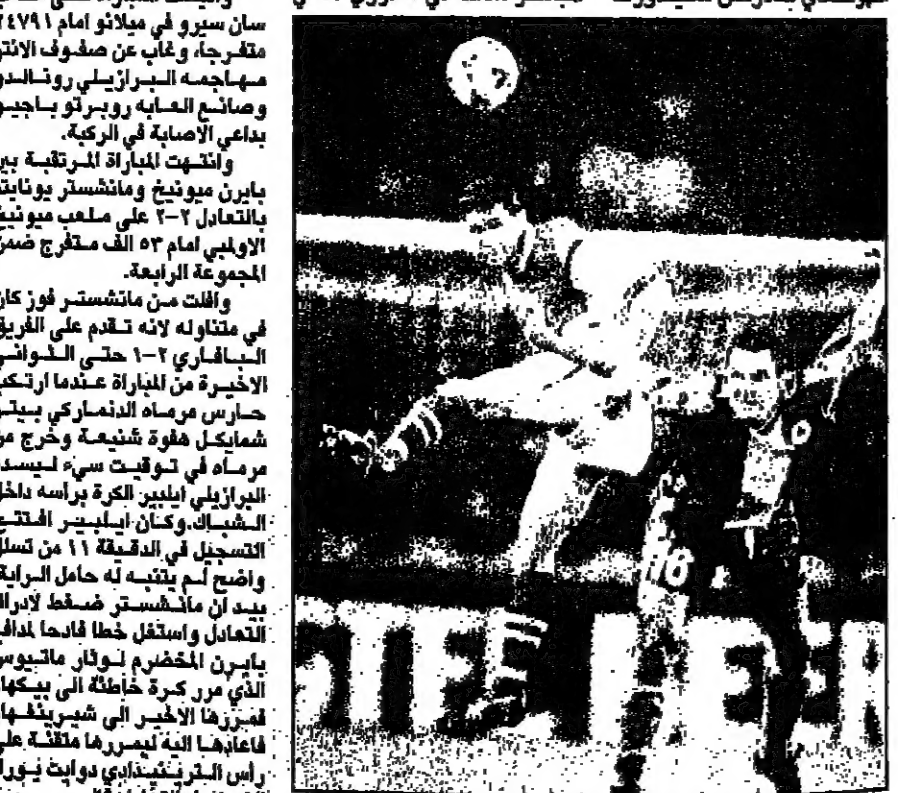 سان سيرو في ميلانو امام ٢٤٧٩١
متفرجا، وغاب عن صفوف الانتر
مهاجمه البرازيلي رونالدو
وصانع العابه روبرتو باجيو
بداعي الاصابة في الركبة.
وانتهت المباراة المرتقبة بين
بايرن ميونيخ ومانشستر يونايتد
بالتعادل ٢-٢ على ملعب ميونيخ
الاولمبي امام ٥٣ الف متفرج ضمن
المجموعة الرابعة.
وافلت من مانشستر فوز كان
في متناوله لانه تقدم على الفريق
البافاري ٢-١ حتى الثواني
الاخيرة من المباراة عندما ارتكب
حارس مرماه الدنماركي بيتر
شمايكل هفوة شنيعة وخرج من
مرماه في توقيت سيء ليسدد
البرازيلي ايلبير الكرة براسه داخل
الشباك.وكان ايلبير افتتح
التسجيل في الدقيقة ١١ من تسلل
واضح لم يتنبه له حامل الراية
بيد ان مانشستر ضغط لادراك
التعادل واستغل خطا فادحا لمدافع
بايرن المخضرم لوثار ماتيوس
الذي مرر كرة خاطئة الى بيكهام
فمررها الاخير الى شيرينغهام
فاعادها اليه ليمررها متقنة على
راس الترينيدادي دوايت يورك